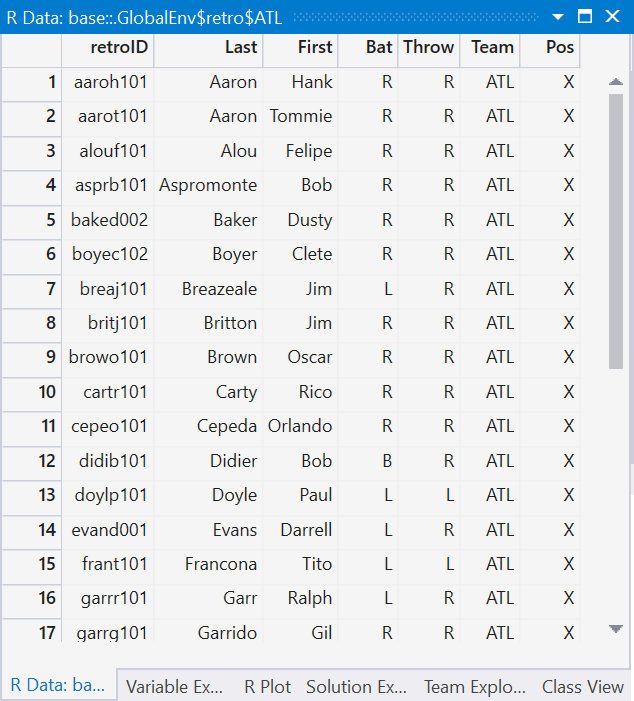 R Data: base::.GlobalEnv$retro$ATL
retroID Last First Bat Throw Team Pos
1 aaroh101 Aaron Hank R R ATL X
2 aarot101 Aaron Tommie R R ATL X
3 alouf101 Alou Felipe R R ATL X
4 asprb101 Aspromonte Bob R R ATL X
5 baked002 Baker Dusty R R ATL X
6 boyec102 Boyer Clete R R ATL X
7 breaj101 Breazeale Jim L R ATL X
8 britj101 Britton Jim R R ATL X
9 browo101 Brown Oscar R R ATL X
10 cartr101 Carty Rico R R ATL X
11 cepeo101 Cepeda Orlando R R ATL X
12 didib101 Didier Bob B R ATL X
13 doylp101 Doyle Paul L L ATL X
14 evand001 Evans Darrell L R ATL X
15 frant101 Francona Tito L L ATL X
16 garrr101 Garr Ralph L R ATL X
17 garrg101 Garrido Gil R R ATL X
R Data: ba... Variable Ex... R Plot Solution Ex... Team Explo... Class View